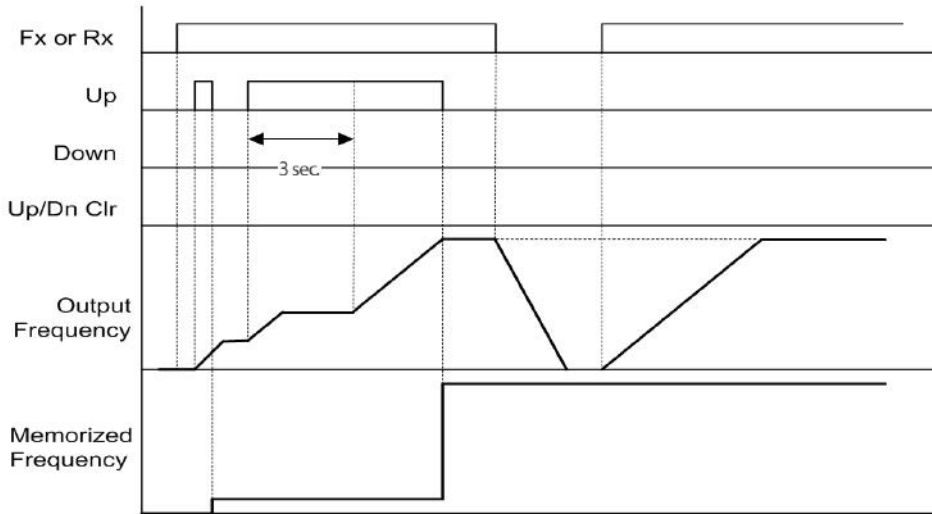 Fx or Rx
Up
Down
3 sec.
Up/Dn Clr
Output
Frequency
Memorized
Frequency